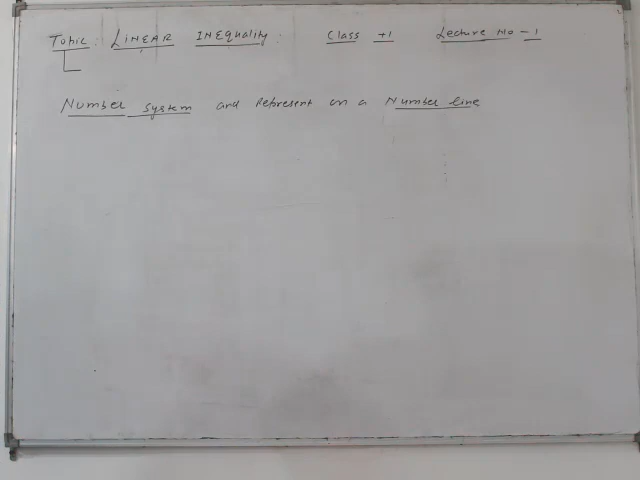 Topic: LINEAR INEQuality: Class +1 Lecture No - 1
Number system and Represent on a Number line